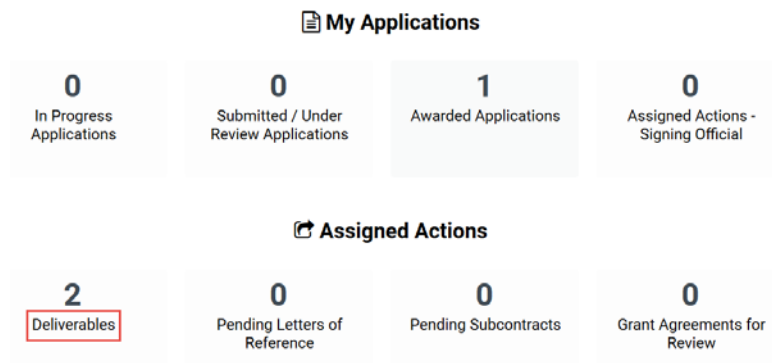 My Applications
0
0
1
0
In Progress
Applications
Submitted / Under
Review Applications
Awarded Applications
Assigned Actions -
Signing Official
Assigned Actions
2
0
0
0
Deliverables
Pending Letters of
Reference
Pending Subcontracts
Grant Agreements for
Review